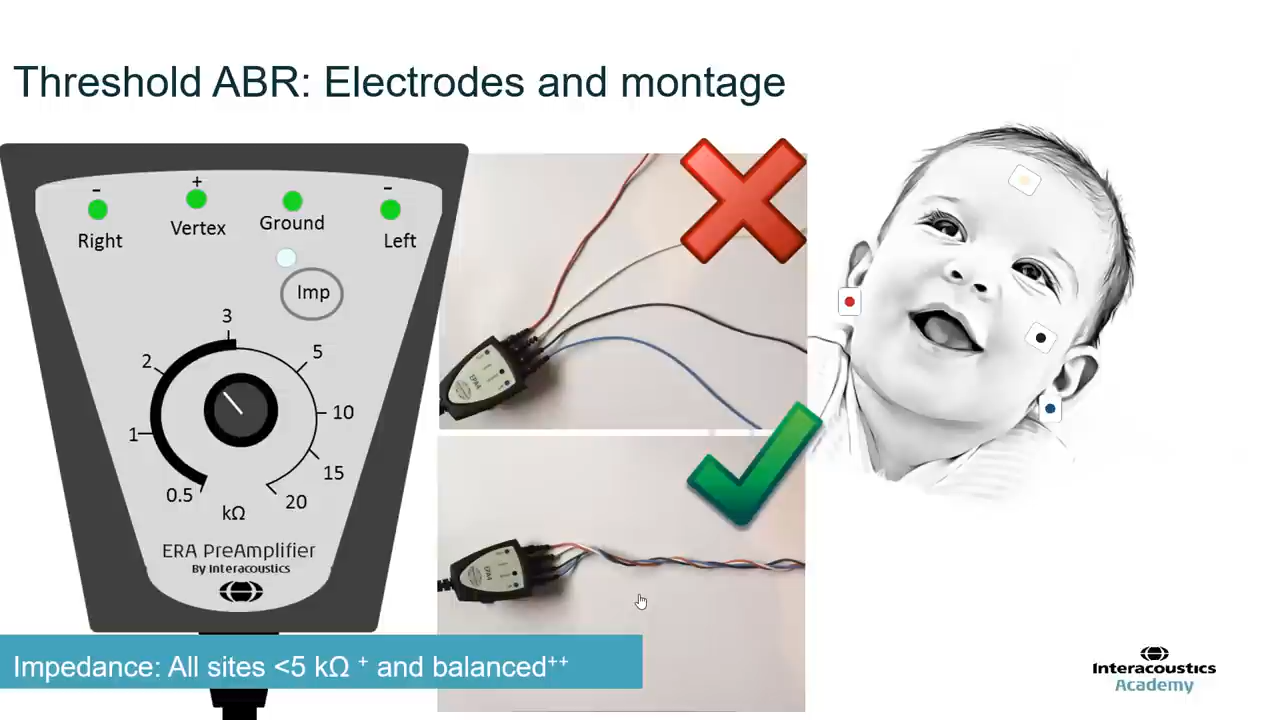 Threshold ABR: Electrodes and montage
- + -
Right Vertex Ground Left
Imp
3
2 5
1 10
15
0.5 20
kΩ
ERA PreAmplifier
By Interacoustics
Impedance: All sites <5 kΩ + and balanced++
Interacoustics
Academy